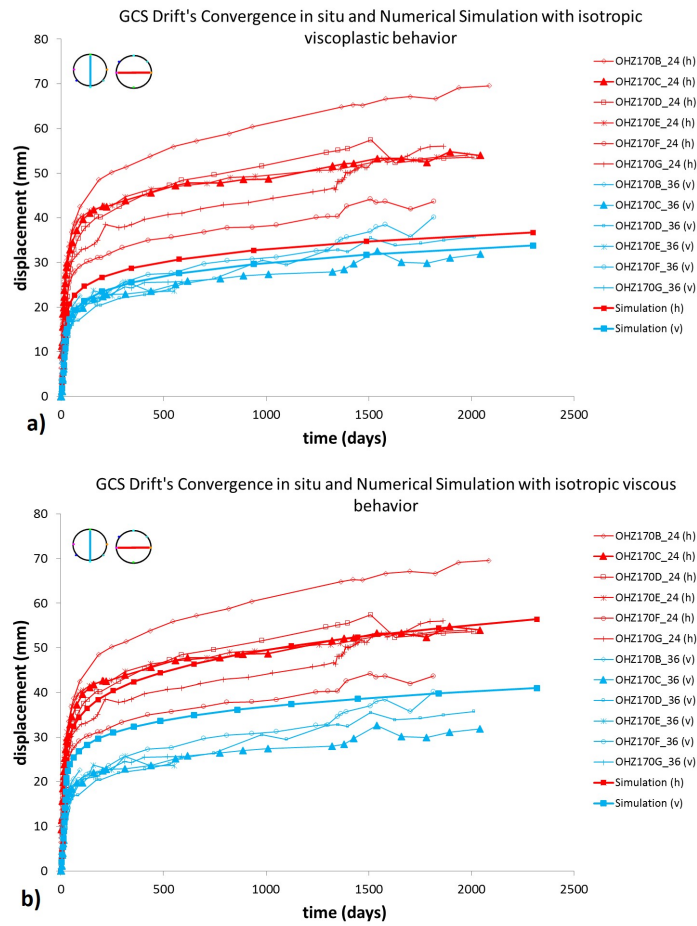 GCS Drift's Convergence in situ and Numerical Simulation with isotropic
viscoplastic behavior
80
70
60
50
40
30
20
10
0
displacement (mm)
0
500
1000
1500
2000
2500
time (days)
a)
OHZ170B_24 (h)
OHZ170C_24 (h)
OHZ170D_24 (h)
OHZ170E_24 (h)
OHZ170F_24 (h)
OHZ170G_24 (h)
OHZ170B_36 (v)
OHZ170C_36 (v)
OHZ170D_36 (v)
OHZ170E_36 (v)
OHZ170F_36 (v)
OHZ170G_36 (v)
Simulation (h)
Simulation (v)
GCS Drift's Convergence in situ and Numerical Simulation with isotropic viscous
behavior
80
70
60
50
40
30
20
10
0
displacement (mm)
0
500
1000
1500
2000
2500
time (days)
b)
OHZ170B_24 (h)
OHZ170C_24 (h)
OHZ170D_24 (h)
OHZ170E_24 (h)
OHZ170F_24 (h)
OHZ170G_24 (h)
OHZ170B_36 (v)
OHZ170C_36 (v)
OHZ170D_36 (v)
OHZ170E_36 (v)
OHZ170F_36 (v)
OHZ170G_36 (v)
Simulation (h)
Simulation (v)